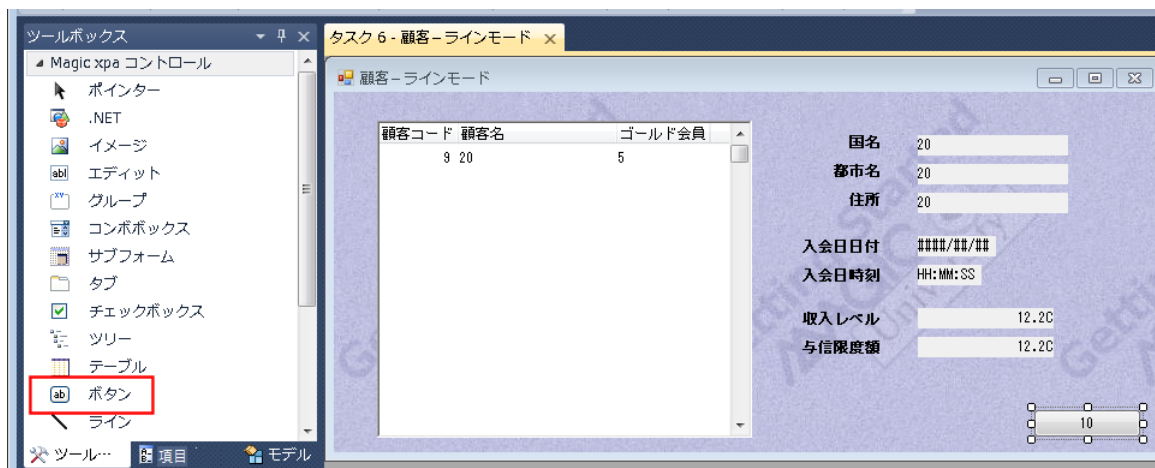 ツールボックス
Magic xpa コントロール
ポインター
.NET
イメージ
エディット
グループ
コンボボックス
サブフォーム
タブ
チェックボックス
ツリー
テーブル
ボタン
ライン
ツール…
項目
モデル
タスク 6 - 顧客－ラインモード
顧客－ラインモード
顧客コード 顧客名 ゴールド会員
9 20 5
国名 20
都市名 20
住所 20
入会日日付 ####/##/##
入会日時刻 HH:MM:SS
収入レベル 12.2C
与信限度額 12.2C
10